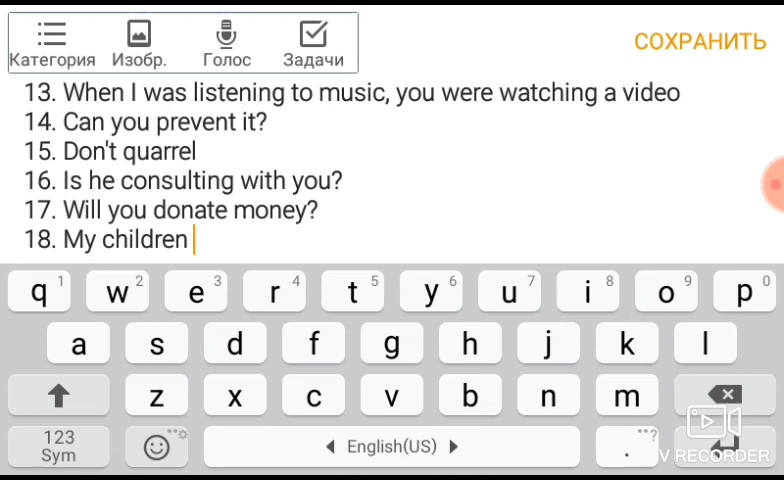 СОХРАНИТЬ
Категория Изобр. Голос Задачи
13. When I was listening to music, you were watching a video
14. Can you prevent it?
15. Don't quarrel
16. Is he consulting with you?
17. Will you donate money?
18. My children
q 1 w 2 e 3 r 4 t 5 y 6 u 7 i 8 o 9 p 0
a s d f g h j k l
z x c v b n m
123 Sym English(US) . ?
V RECORDER